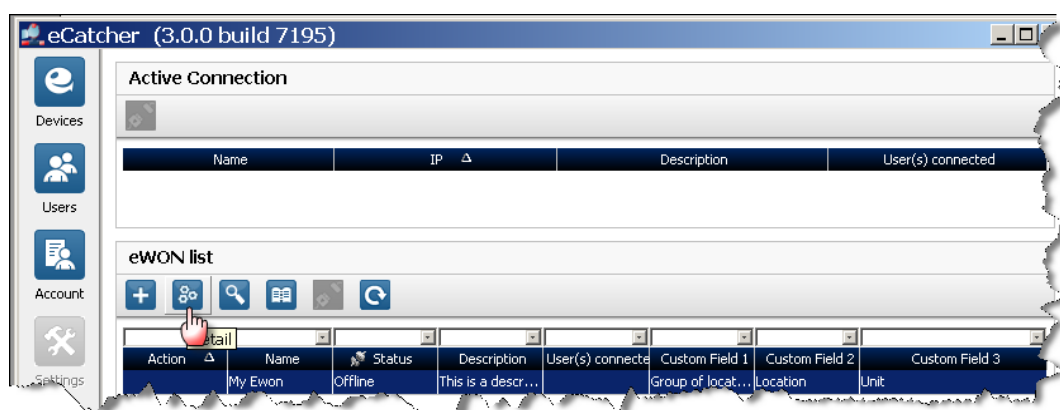 eCatcher (3.0.0 build 7195)
Devices
Users
Account
Settings
Active Connection
Name IP Description User(s) connected
eWON list
etail
Action Name Status Description User(s) connecte Custom Field 1 Custom Field 2 Custom Field 3
My Ewon Offline This is a descr... Group of locat... Location Unit